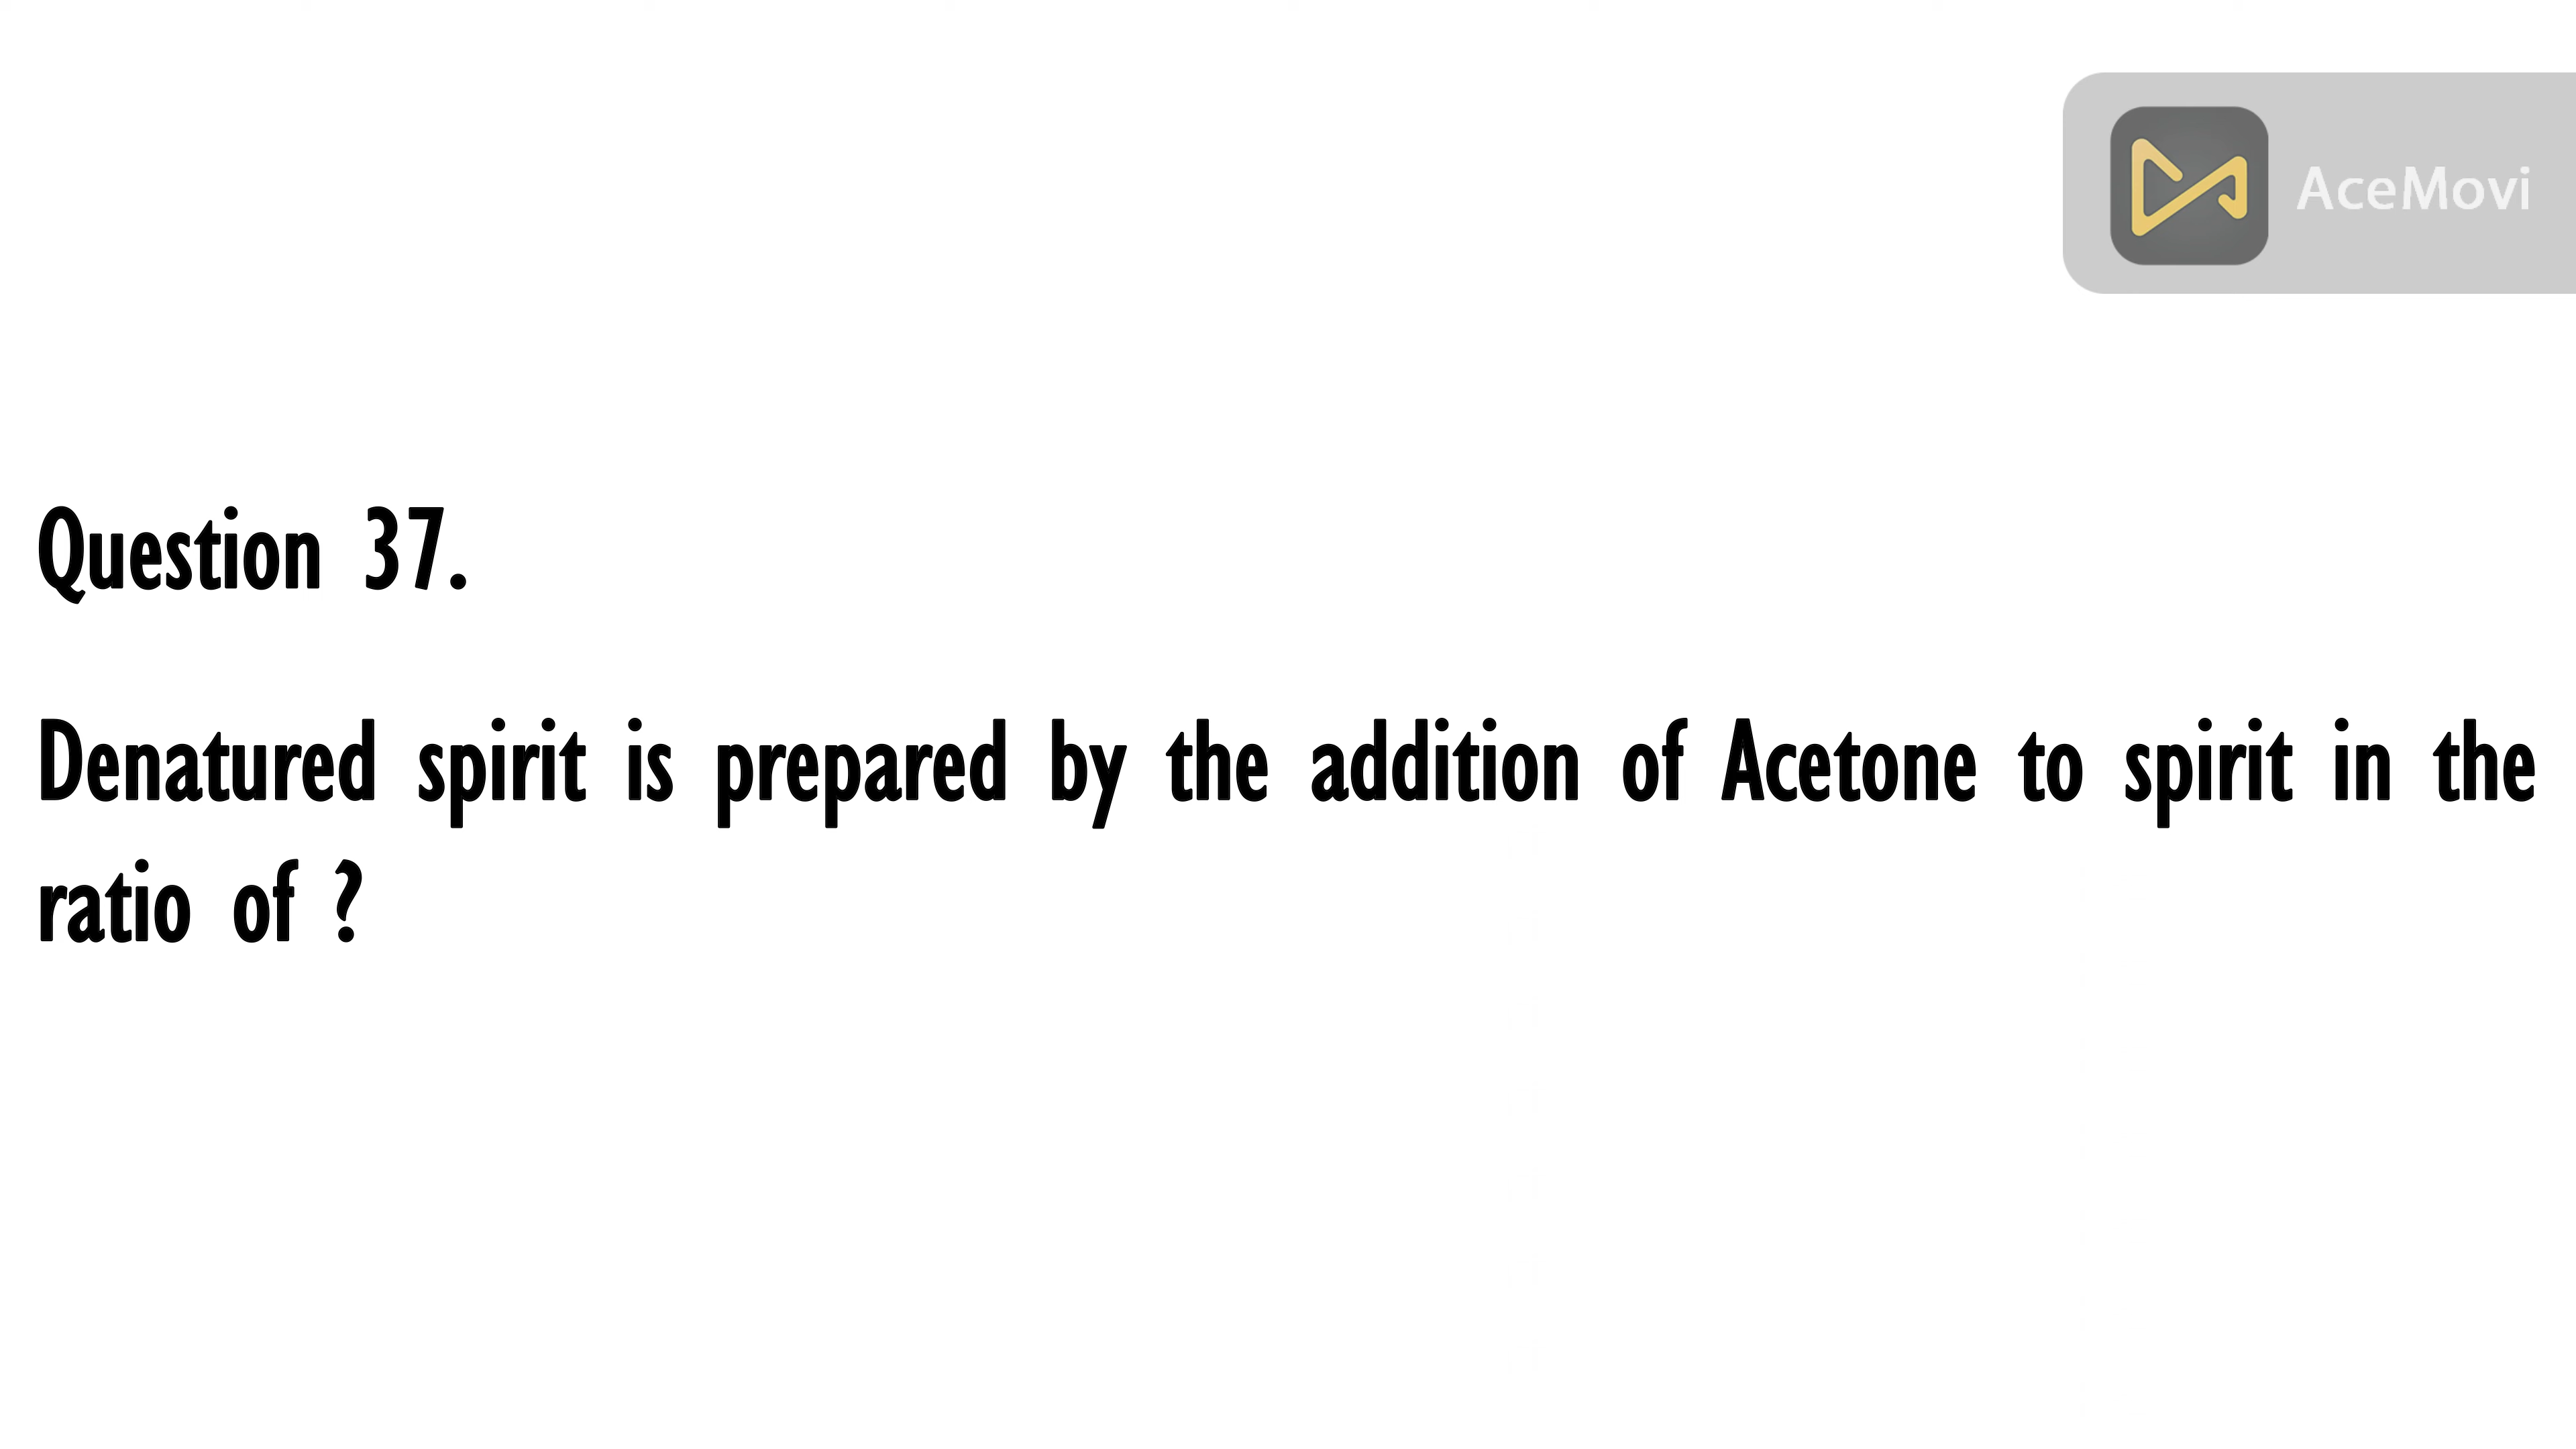 AceMovi
Question 37.
Denatured spirit is prepared by the addition of Acetone to spirit in the
ratio of ?